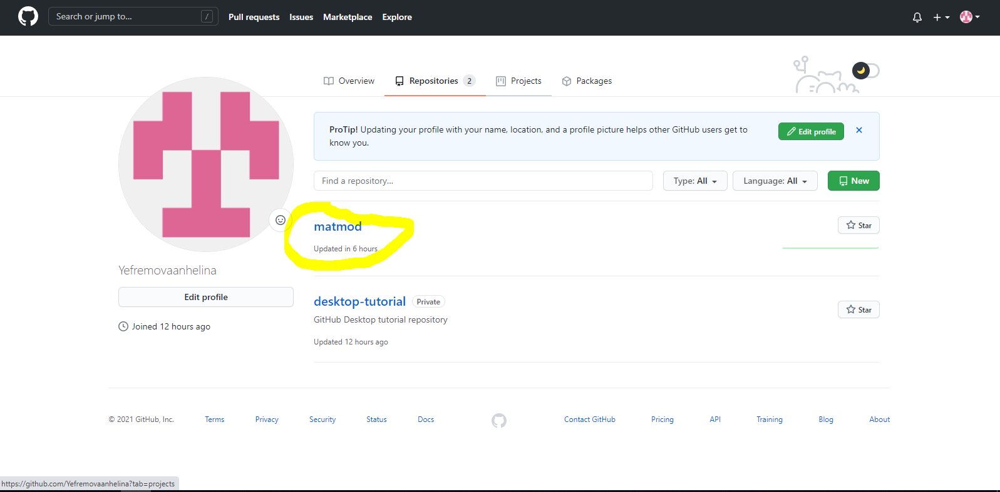 Search or jump to... /
Pull requests Issues Marketplace Explore
Overview Repositories 2 Projects Packages
ProTip! Updating your profile with your name, location, and a profile picture helps other GitHub users get to
know you.
Edit profile
Find a repository...
Type: All
Language: All
New
matmod
Star
Updated in 6 hours
Yefremovaanhelina
Edit profile
Joined 12 hours ago
desktop-tutorial Private
Star
GitHub Desktop tutorial repository
Updated 12 hours ago
© 2021 GitHub, Inc. Terms Privacy Security Status Docs Contact GitHub Pricing API Training Blog About
https://github.com/Yefremovaanhelina?tab=projects